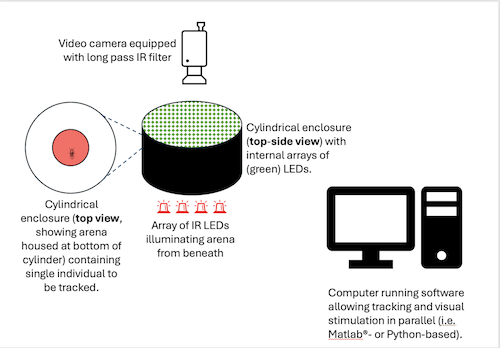 Video camera equipped
with long pass IR filter
Cylindrical enclosure
(top-side view) with
internal arrays of
(green) LEDs.
Cylindrical
enclosure (top view,
showing arena
housed at bottom of
cylinder) containing
single individual to
be tracked.
Array of IR LEDs
illuminating arena
from beneath
Computer running software
allowing tracking and visual
stimulation in parallel (i.e.
Matlab®- or Python-based).